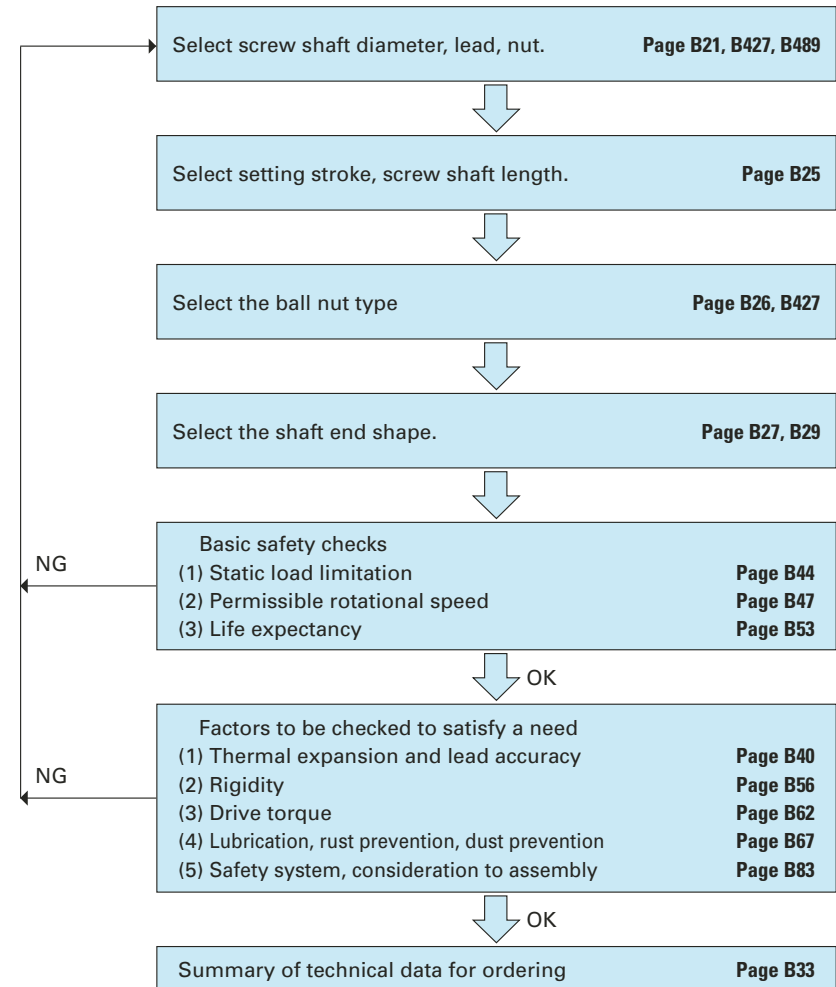 Select screw shaft diameter, lead, nut. Page B21, B427, B489
Select setting stroke, screw shaft length. Page B25
Select the ball nut type Page B26, B427
Select the shaft end shape. Page B27, B29
Basic safety checks
NG
(1) Static load limitation Page B44
(2) Permissible rotational speed Page B47
(3) Life expectancy Page B53
OK
Factors to be checked to satisfy a need
(1) Thermal expansion and lead accuracy Page B40
NG
(2) Rigidity Page B56
(3) Drive torque Page B62
(4) Lubrication, rust prevention, dust prevention Page B67
(5) Safety system, consideration to assembly Page B83
OK
Summary of technical data for ordering Page B33